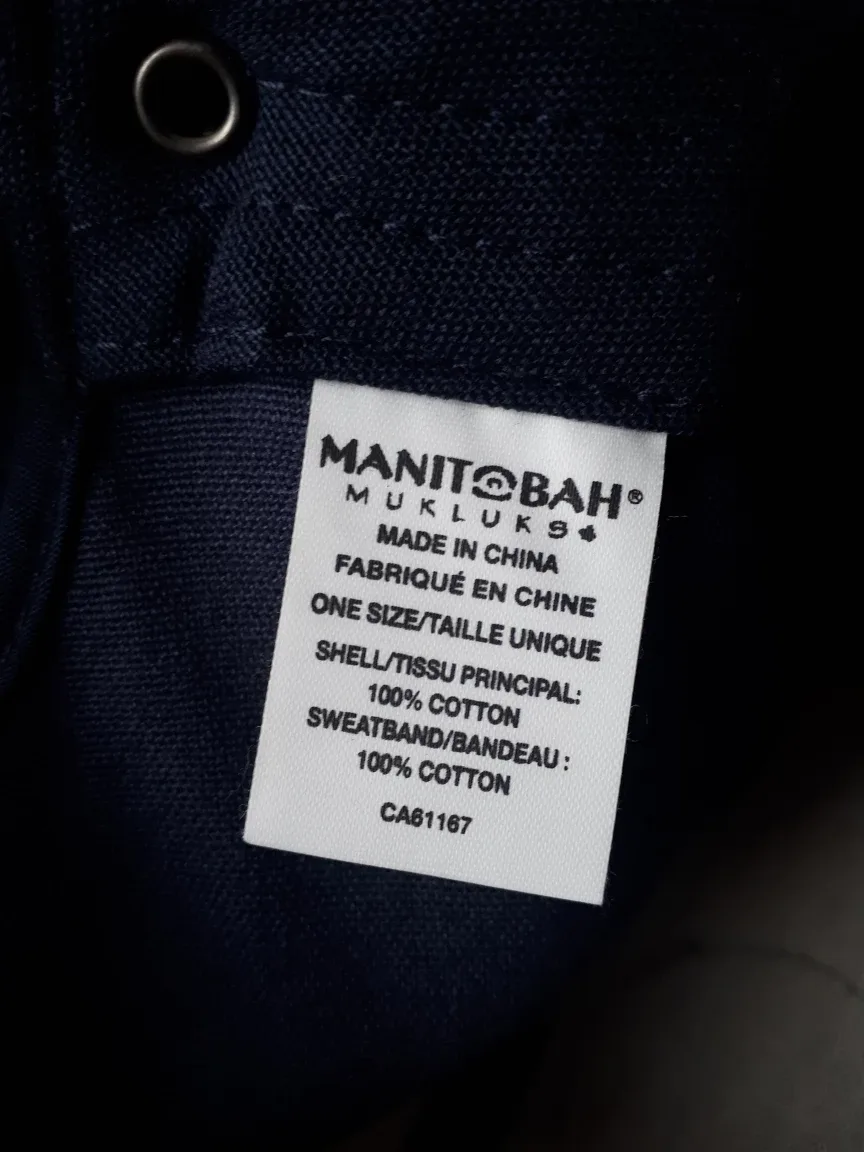 MANITOBAH®
MUKLUKS
MADE IN CHINA
FABRIQUÉ EN CHINE
ONE SIZE/TAILLE UNIQUE
SHELL/TISSU PRINCIPAL:
100% COTTON
SWEATBAND/BANDEAU :
100% COTTON
CA61167